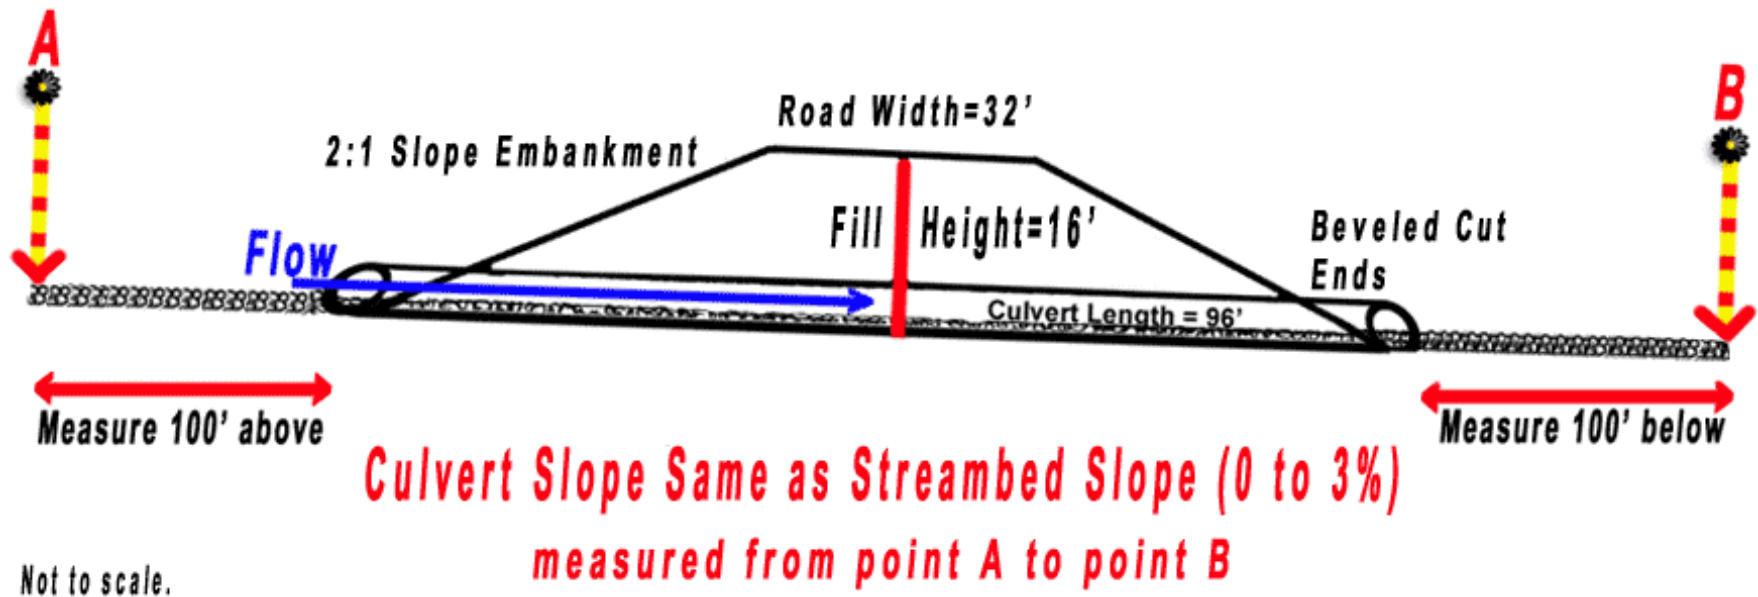 A
B
Road Width=32'
2:1 Slope Embankment
Fill Height=16'
Beveled Cut
Ends
Flow
Culvert Length = 96'
Measure 100' above
Measure 100' below
Culvert Slope Same as Streambed Slope (0 to 3%)
measured from point A to point B
Not to scale.